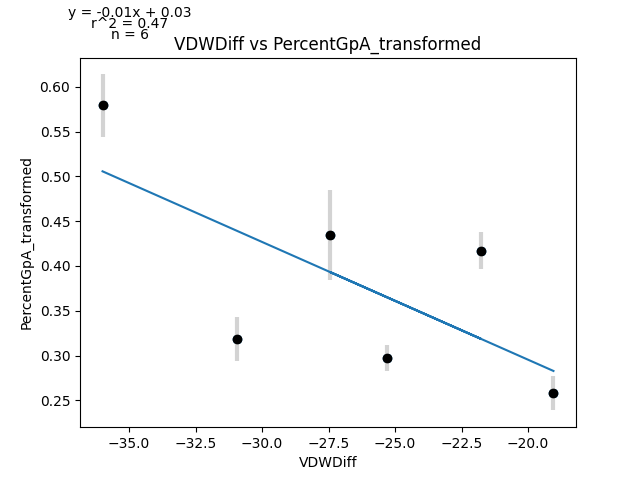 y = -0.01x + 0.03
r^2 = 0.47
n = 6
VDWDiff vs PercentGpA_transformed
0.60
0.55
0.50
0.45
0.40
0.35
0.30
0.25
PercentGpA_transformed
−35.0 −32.5 −30.0 −27.5 −25.0 −22.5 −20.0
VDWDiff